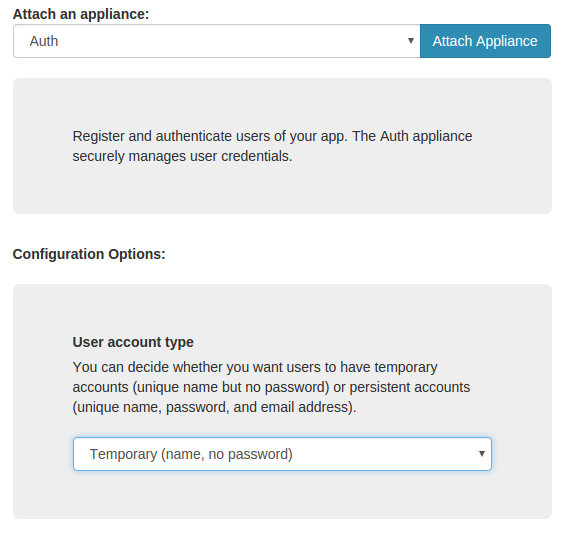 Attach an appliance:
Auth
Attach Appliance
Register and authenticate users of your app. The Auth appliance
securely manages user credentials.
Configuration Options:
User account type
You can decide whether you want users to have temporary
accounts (unique name but no password) or persistent accounts
(unique name, password, and email address).
Temporary (name, no password)